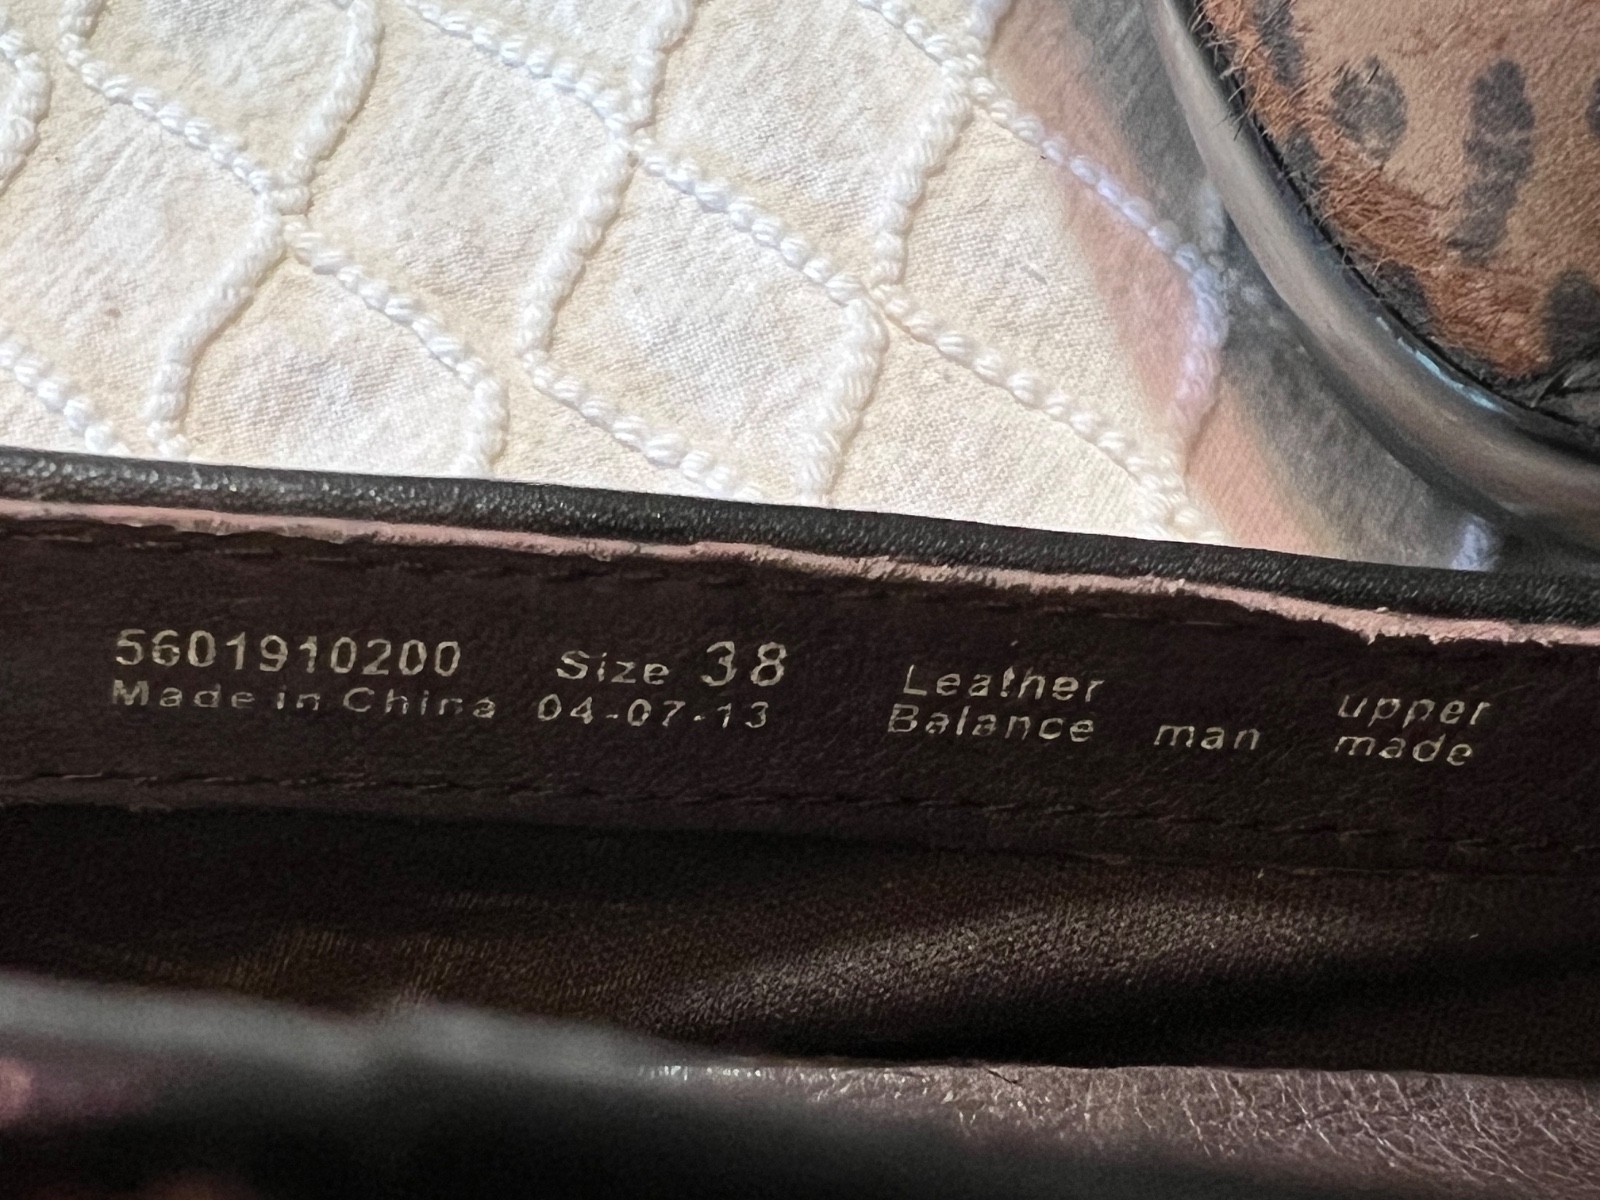 5601910200 Size 38 Leather upper
Made in China 04-07-13 Balance man made